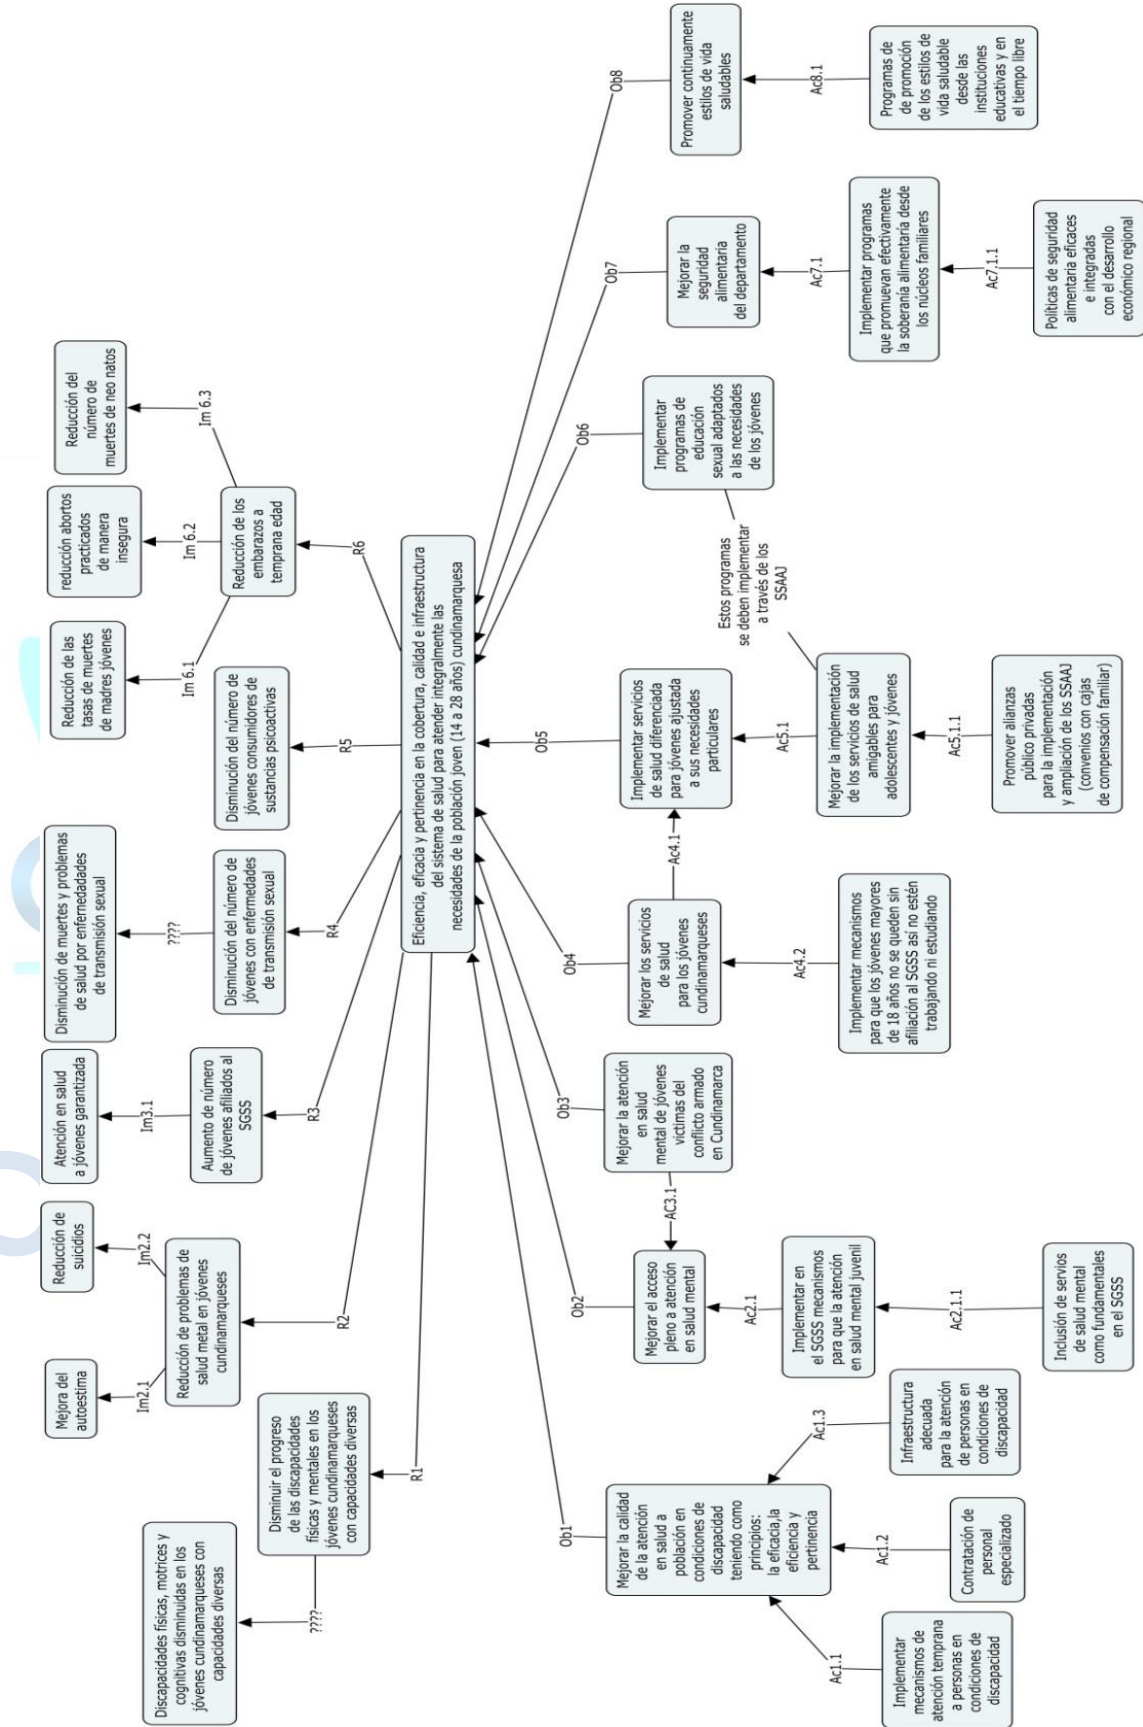 Discapacidades físicas, motrices y
cognitivas disminuidas en los
jóvenes cundinamarqueses con
capacidades diversas
Mejora del
autoestima
Reducción de
suicidios
Atención en salud
a jóvenes garantizada
Disminución de muertes y problemas
de salud por enfemedadades
de transmisión sexual
Reducción de las
tasas de muertes
de madres jóvenes
reducción abortos
practicados
de manera
insegura
Reducción del
número de
muertes de neo natos
????
Im2.1
Im2.2
Im3.1
????
Im 6.1
Im 6.2
Im 6.3
Disminuir el progreso
de las discapacidades
físicas y mentales en los
jóvenes cundinamarqueses
con capacidades diversas
Reducción de problemas de
salud metal en jóvenes
cundinamarqueses
Aumento de número
de jóvenes afiliados al
SGSS
Disminución del número de
jóvenes con enfermedades
de transmisión sexual
Disminución del número de
jóvenes consumidores de
sustancias psicoactivas
Reducción de los
embarazos a
temprana edad
R1
R2
R3
R4
R5
R6
Eficiencia, eficacia y pertinencia en la cobertura, calidad e infraestructura
del sistema de salud para atender integralmente las
necesidades de la población joven (14 a 28 años) cundinamarquesa
Ob1
Ob2
Ob3
Ob4
Ob5
Ob6
Ob7
Ob8
Mejorar la calidad
de la atención
en salud a
población en
condiciones de
discapacidad
teniendo como
principios:
la eficacia,la
eficiencia y
pertinencia
Mejorar el acceso
pleno a atención
en salud mental
AC3.1
Mejorar la atención
en salud
mental de jóvenes
victimas del
conflicto armado
en Cundinamarca
Mejorar los servicios
de salud
para los jóvenes
cundinamarqueses
Ac4.1
Implementar servicios
de salud diferenciada
para jóvenes ajustada
a sus necesidades
particulares
Implementar
programas de
educación
sexual adaptados
a las necesidades
de los jóvenes
Mejorar la
seguridad
alimentaria
del departamento
Promover continuamente
estilos de vida
saludables
Estos programas
se deben implementar
a través de los
SSAAJ
Ac1.1
Ac1.2
Ac1.3
Ac2.1
Ac4.2
Ac5.1
Ac7.1
Ac8.1
Implementar
mecanismos de
atención temprana
a personas en
condiciones de
discapacidad
Contratación de
personal
especializado
Infraestructura
adecuada
para la atención
de personas en
condiciones de
discapacidad
Implementar en
el SGSS mecanismos
para que la atención
en salud mental juvenil
Implementar mecanismos
para que los jóvenes mayores
de 18 años no se queden sin
afiliación al SGSS así no estén
trabajando ni estudiando
Mejorar la implementación
de los servicios de salud
amigables para
adolescentes y jóvenes
Implementar programas
que promuevan efectivamente
la soberanía alimentaría desde
los núcleos familiares
Programas de
de promoción
de los estilos de
vida saludable
desde las
instituciones
educativas y en
el tiempo libre
Ac2.1.1
Ac5.1.1
Ac7.1.1
Inclusión de servios
de salud mental
como fundamentales
en el SGSS
Promover alianzas
público privadas
para la implementación
y ampliación de los SSAAJ
(convenios con cajas
de compensación familiar)
Políticas de seguridad
alimentaria eficaces
e integradas
con el desarrollo
económico regional